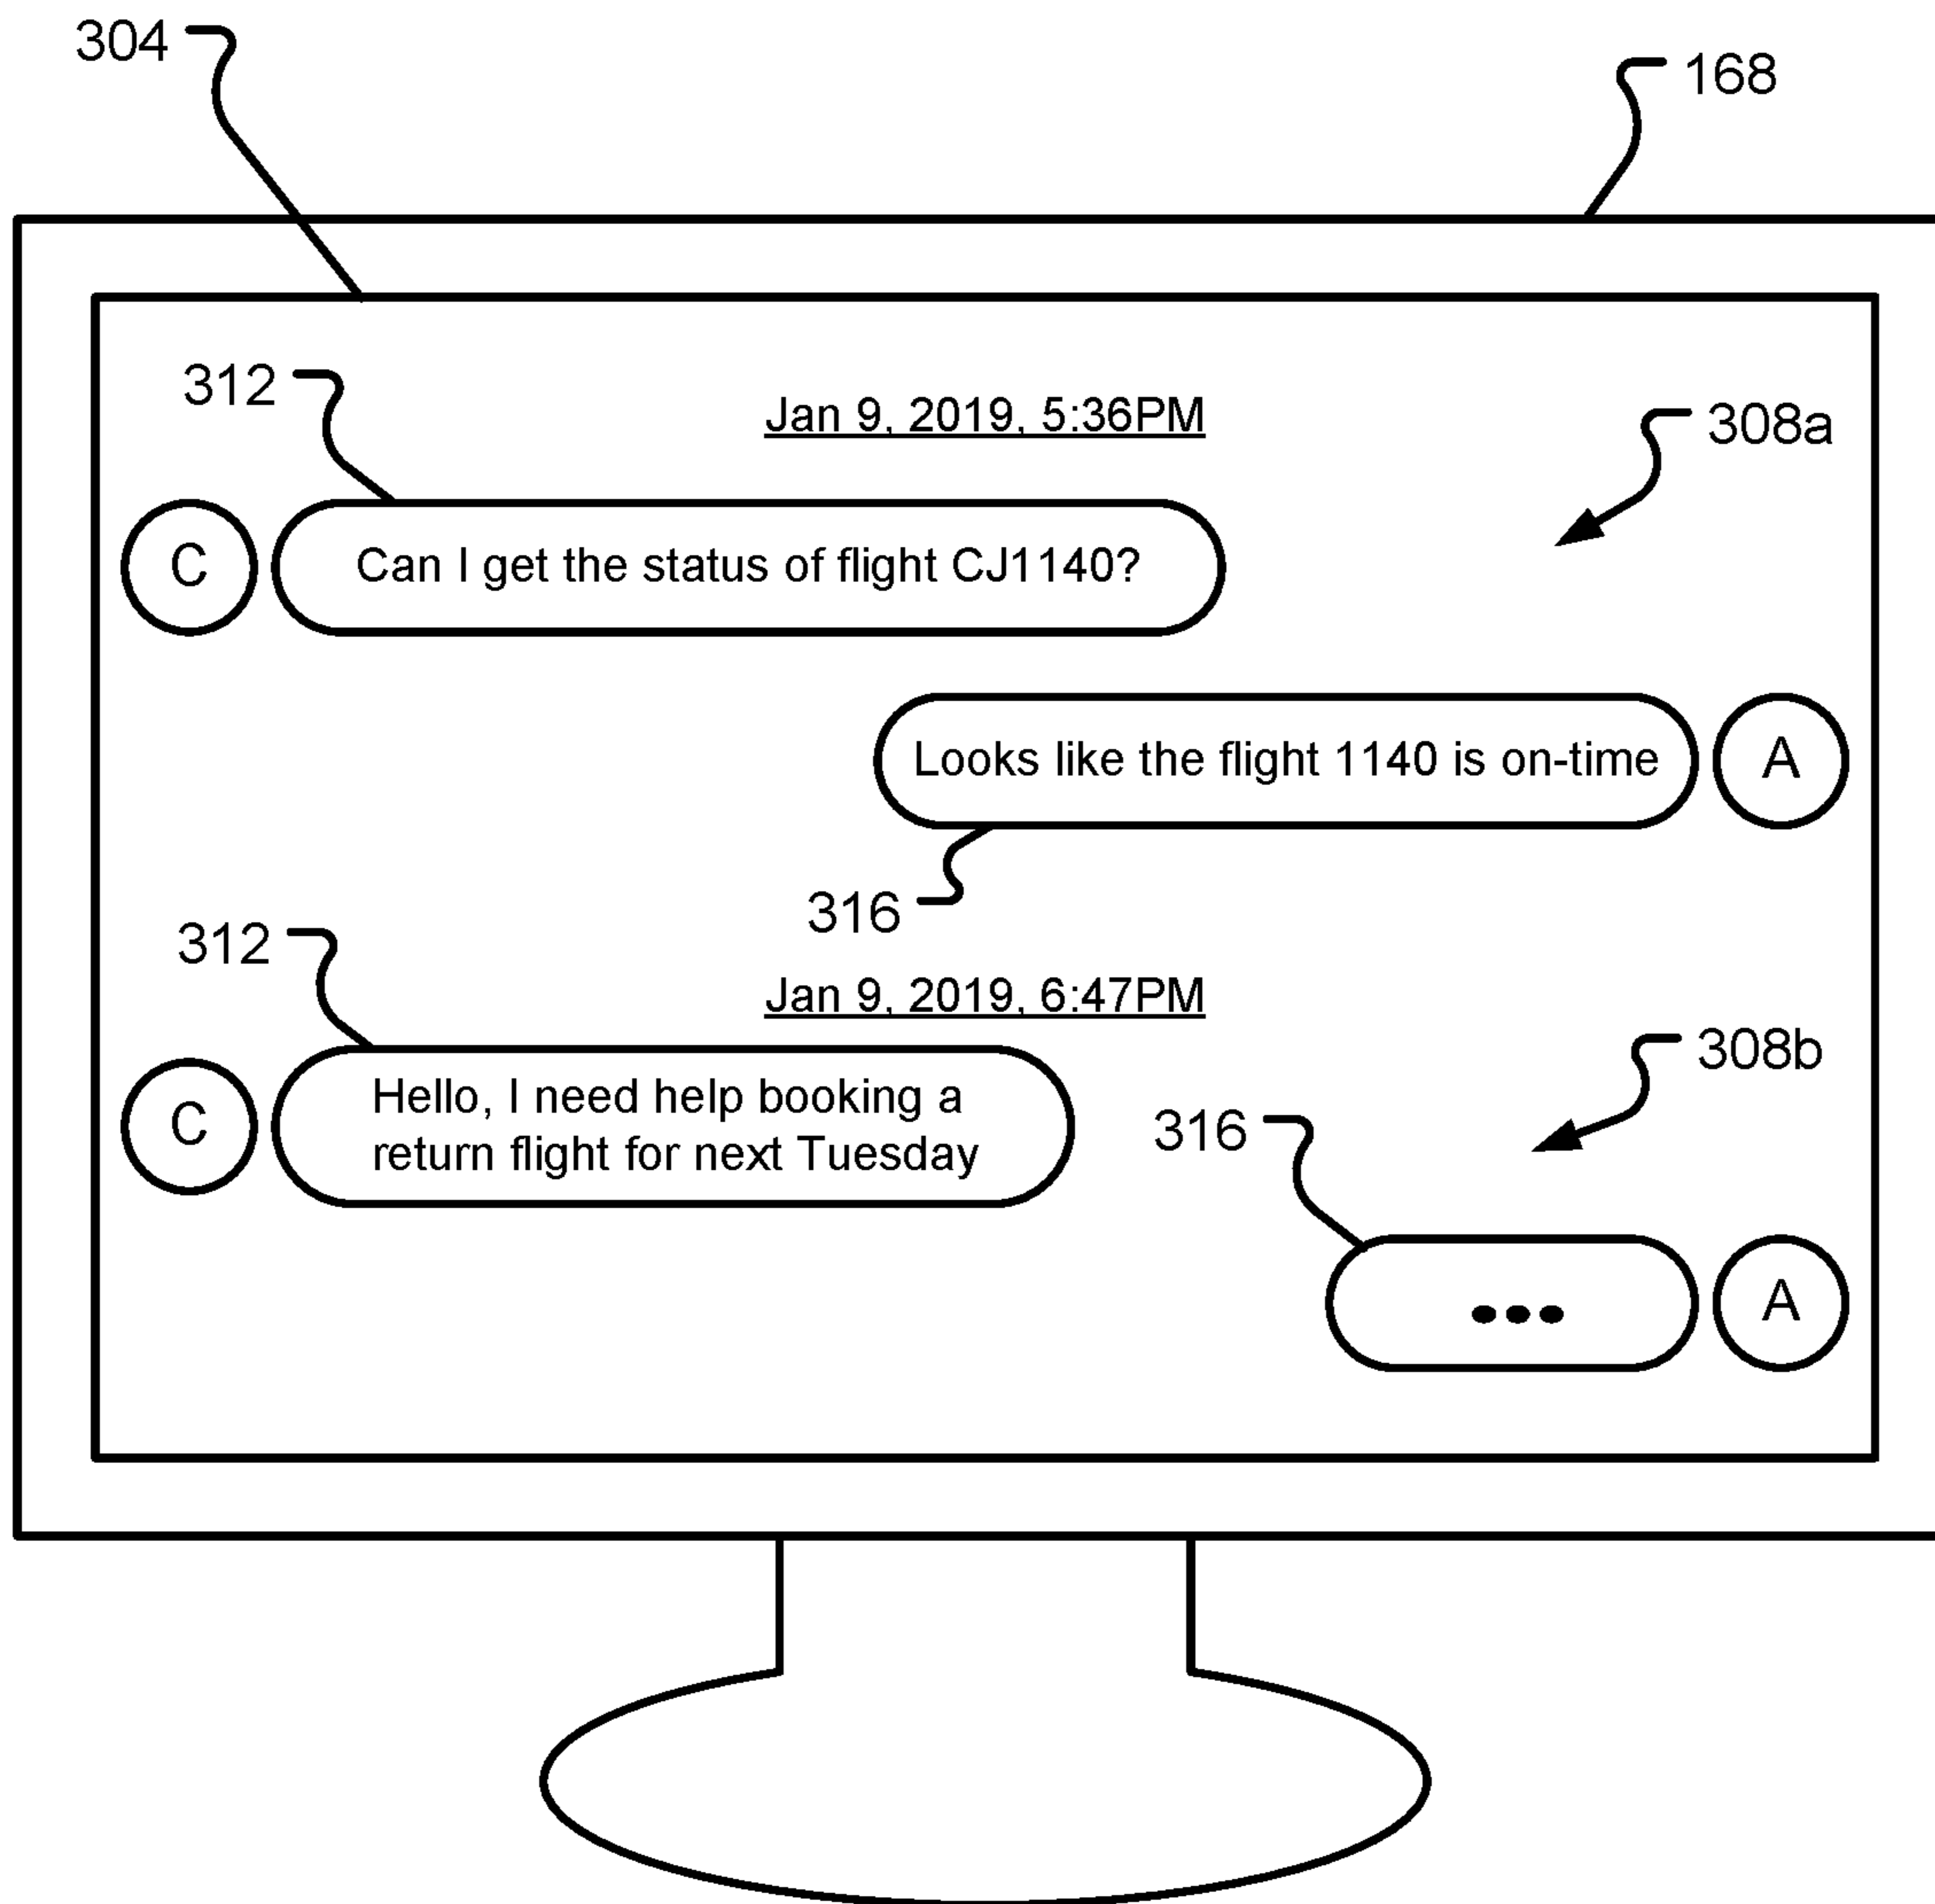 304
168
312
Jan 9, 2019, 5:36PM
308a
C
Can I get the status of flight CJ1140?
Looks like the flight 1140 is on-time
A
316
312
Jan 9, 2019, 6:47PM
308b
C
Hello, I need help booking a
return flight for next Tuesday
316
...
A